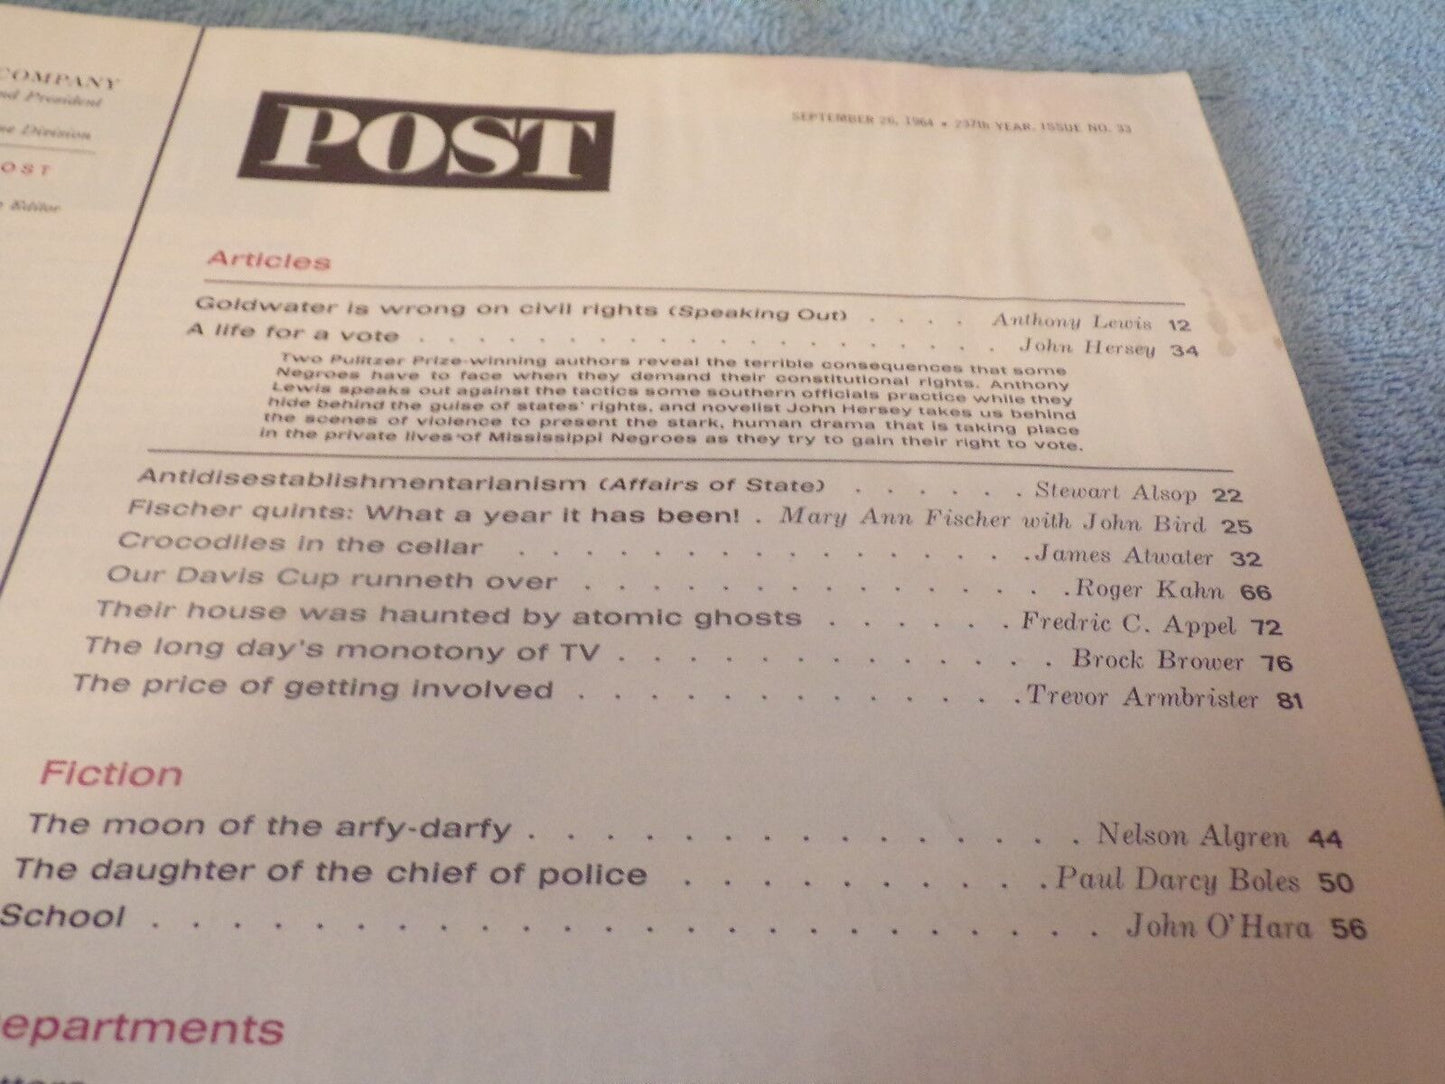 COMPANY
nd President
ne Division
OST
Editor
POST
SEPTEMBER 26, 1964 • 237th YEAR, ISSUE NO. 33
Articles
Goldwater is wrong on civil rights (Speaking Out) . . . . Anthony Lewis 12
A life for a vote . . . . . . . . . . . . . . . . John Hersey 34
Two Pulitzer Prize-winning authors reveal the terrible consequences that some
Negroes have to face when they demand their constitutional rights. Anthony
Lewis speaks out against the tactics some southern officials practice while they
hide behind the guise of states' rights, and novelist John Hersey takes us behind
the scenes of violence to present the stark, human drama that is taking place
in the private lives of Mississippi Negroes as they try to gain their right to vote.
Antidisestablishmentarianism (Affairs of State) . . . . . . Stewart Alsop 22
Fischer quints: What a year it has been! . Mary Ann Fischer with John Bird 25
Crocodiles in the cellar . . . . . . . . . . . . . . . . James Atwater 32
Our Davis Cup runneth over . . . . . . . . . . . . . . . Roger Kahn 66
Their house was haunted by atomic ghosts . . . . . . Fredric C. Appel 72
The long day's monotony of TV . . . . . . . . . . . . . Brock Brower 76
The price of getting involved . . . . . . . . . . . . . Trevor Armbrister 81
Fiction
The moon of the arfy-darfy . . . . . . . . . . . . . . . Nelson Algren 44
The daughter of the chief of police . . . . . . . . . . Paul Darcy Boles 50
School . . . . . . . . . . . . . . . . . . . . . . . . John O'Hara 56
epartments